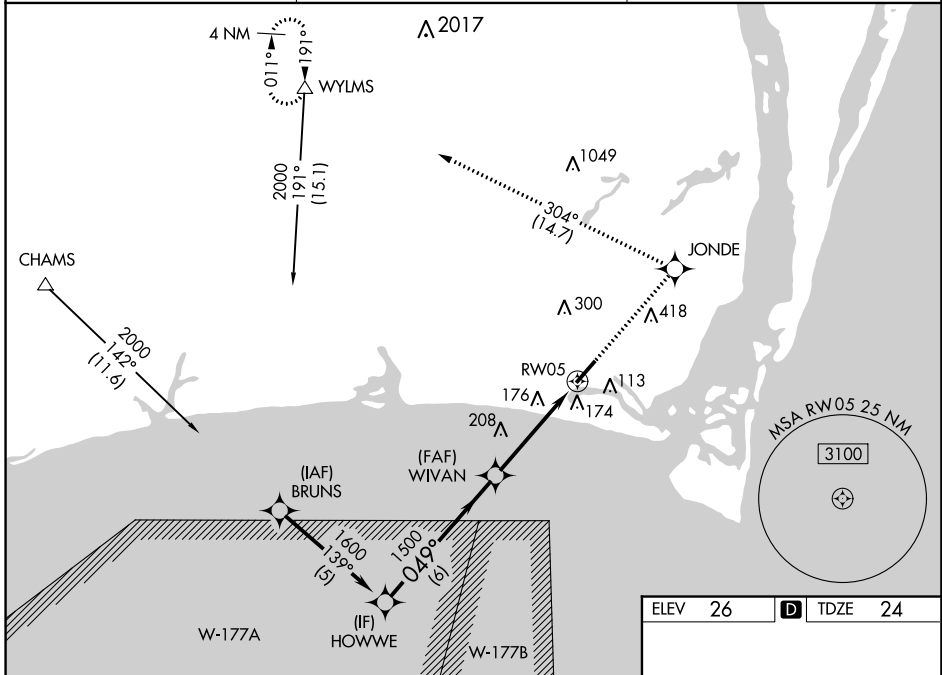 2017
4 NM
011°
191°
WYLMS
2000
191°
(15.1)
1049
304°
(14.7)
JONDE
CHAMS
2000
142°
(11.6)
300
418
RW05
113
176
174
208
MSA RW05 25 NM
3100
(FAF)
WIVAN
(IAF)
BRUNS
1600
139°
(5)
1500
049°
(6)
(IF)
HOWWE
W-177A
W-177B
ELEV 26 D TDZE 24